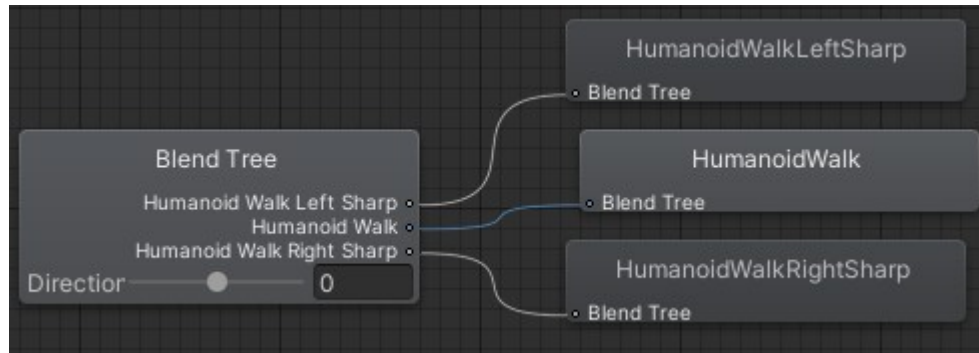 HumanoidWalkLeftSharp
Blend Tree
Blend Tree
Humanoid Walk Left Sharp
Humanoid Walk
Humanoid Walk Right Sharp
Direction 0
HumanoidWalk
Blend Tree
HumanoidWalkRightSharp
Blend Tree